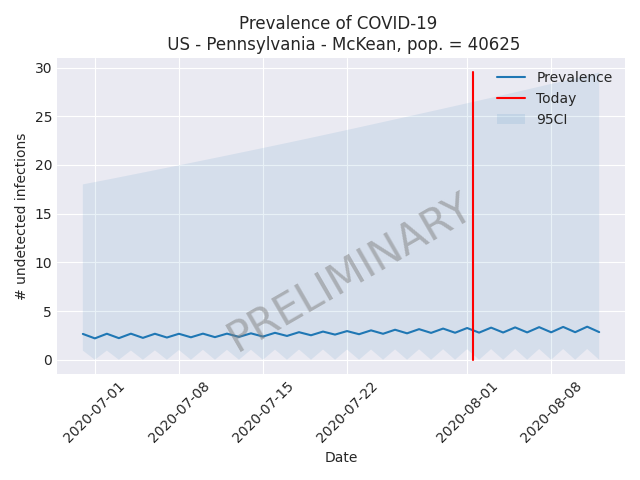 Prevalence of COVID-19
US - Pennsylvania - McKean, pop. = 40625
# undetected infections
30
25
20
15
10
5
0
Prevalence
Today
95CI
PRELIMINARY
2020-07-01
2020-07-08
2020-07-15
2020-07-22
2020-08-01
2020-08-08
Date